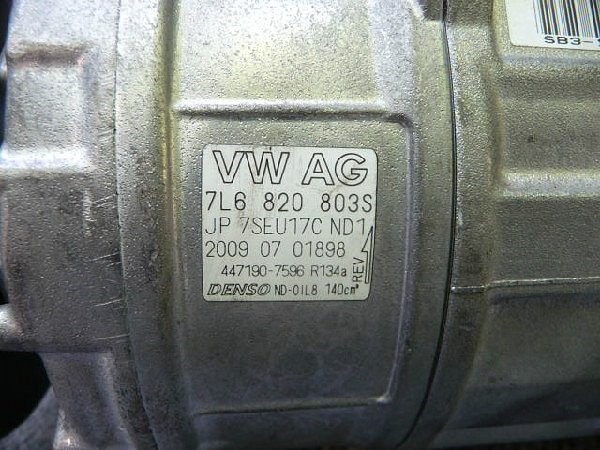 SB3-
VW AG
7L6 820 803S
JP 7SEU17C ND1
2009 07 01898
447190-7596 R134a
REV
DENSO ND-OIL8 140cm³